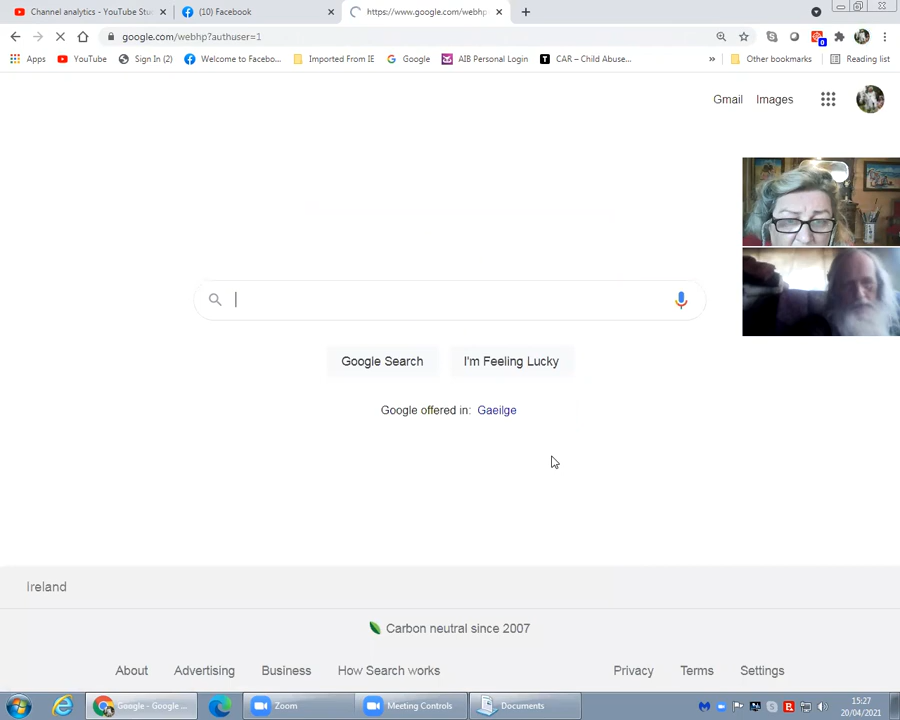 Channel analytics - YouTube Stu
(10) Facebook
https://www.google.com/webhp
google.com/webhp?authuser=1
Apps
YouTube
Sign In (2)
Welcome to Facebo...
Imported From IE
Google
AIB Personal Login
CAR – Child Abuse...
»
Other bookmarks
Reading list
0
Gmail
Images
Google Search
I'm Feeling Lucky
Google offered in: Gaeilge
Ireland
Carbon neutral since 2007
About
Advertising
Business
How Search works
Privacy
Terms
Settings
Google - Google ...
Zoom
Meeting Controls
Documents
15:27
20/04/2021